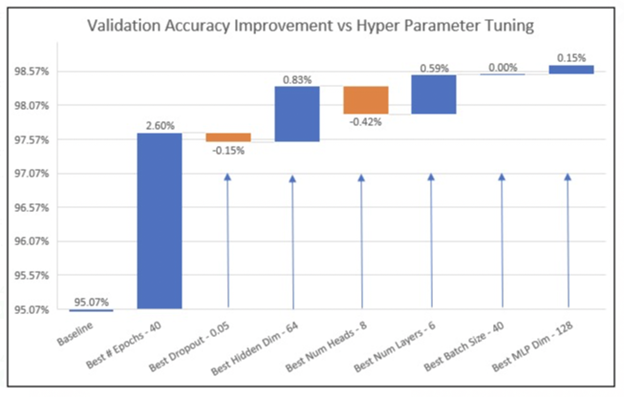 Validation Accuracy Improvement vs Hyper Parameter Tuning
98.57%
98.07%
97.57%
97.07%
96.57%
96.07%
95.57%
95.07%
95.07%
2.60%
-0.15%
0.83%
-0.42%
0.59%
0.00%
0.15%
Baseline
Best # Epochs - 40
Best Dropout - 0.05
Best Hidden Dim - 64
Best Num Heads - 8
Best Num Layers - 6
Best Batch Size - 40
Best MLP Dim - 128